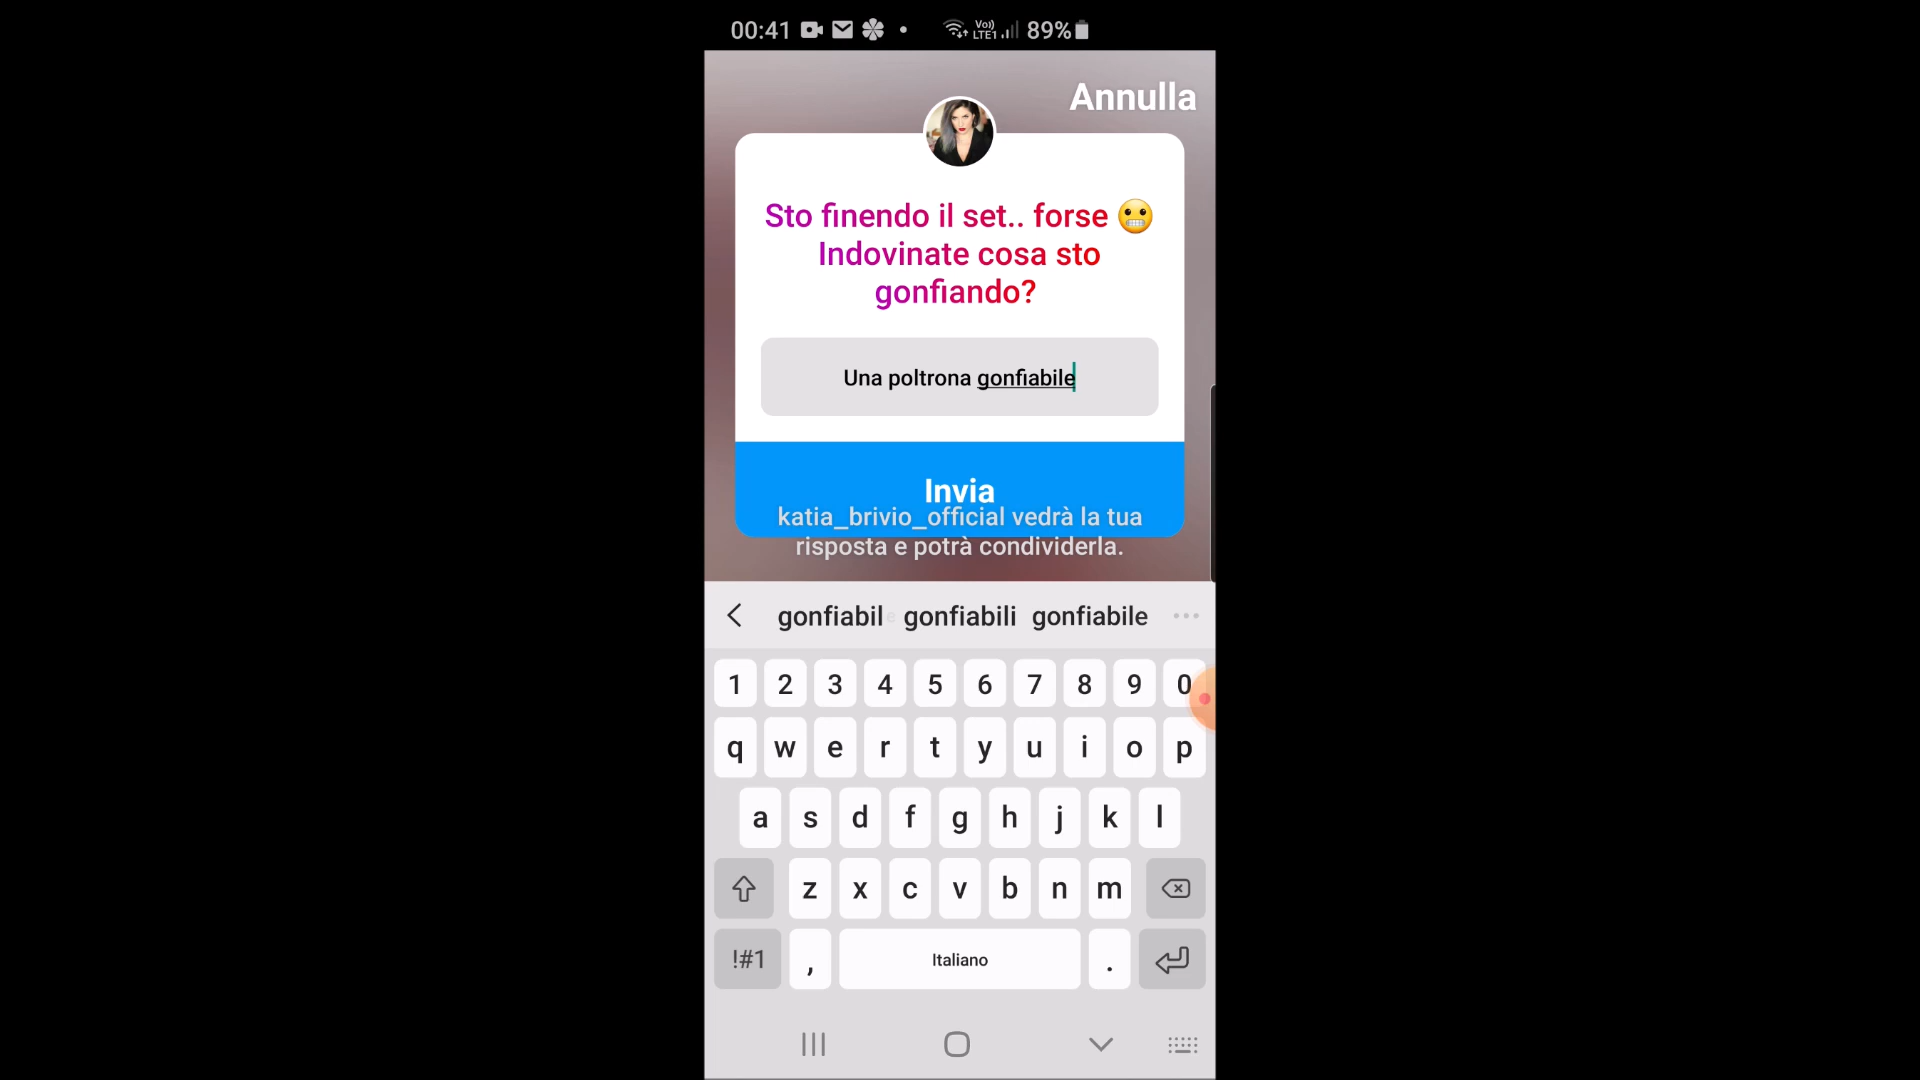 00:41 Vo)) LTE1 89%
Annulla
Sto finendo il set.. forse 😬
Indovinate cosa sto
gonfiando?
Una poltrona gonfiabile
Invia
katia_brivio_official vedrà la tua
risposta e potrà condividerla.
gonfiabil gonfiabili gonfiabile
1 2 3 4 5 6 7 8 9 0
q w e r t y u i o p
a s d f g h j k l
z x c v b n m
!#1 , Italiano .